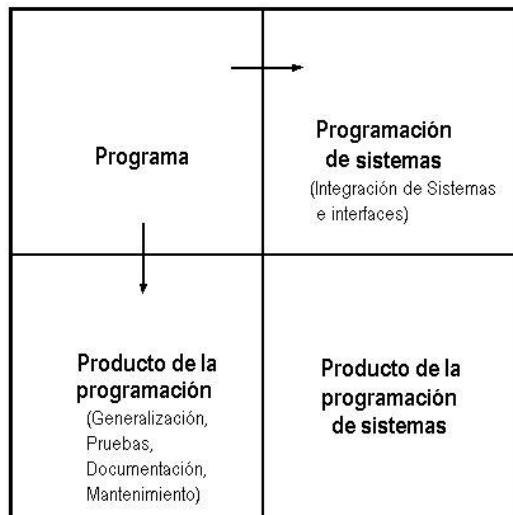 Programa
Programación
de sistemas
(Integración de Sistemas
e interfaces)
Producto de la
programación
(Generalización,
Pruebas,
Documentación,
Mantenimiento)
Producto de la
programación
de sistemas